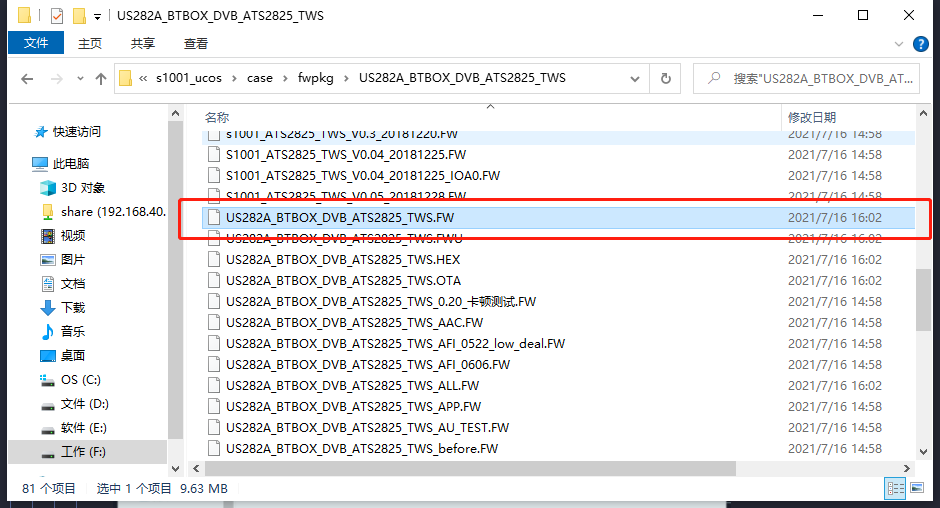 US282A_BTBOX_DVB_ATS2825_TWS
文件 主页 共享 查看
« s1001_ucos › case › fwpkg › US282A_BTBOX_DVB_ATS2825_TWS 搜索"US282A_BTBOX_DVB_AT...
名称 修改日期
快速访问
此电脑
3D 对象
share (192.168.40.
视频
图片
文档
下载
音乐
桌面
OS (C:)
文件 (D:)
软件 (E:)
工作 (F:)
s1001_ATS2825_TWS_V0.3_20181220.FW 2021/7/16 14:58
S1001_ATS2825_TWS_V0.04_20181225.FW 2021/7/16 14:58
S1001_ATS2825_TWS_V0.04_20181225_IOA0.FW 2021/7/16 14:58
S1001_ATS2825_TWS_V0.05_20181228.FW 2021/7/16 14:58
US282A_BTBOX_DVB_ATS2825_TWS.FW 2021/7/16 16:02
US282A_BTBOX_DVB_ATS2825_TWS.FWU 2021/7/16 16:02
US282A_BTBOX_DVB_ATS2825_TWS.HEX 2021/7/16 16:02
US282A_BTBOX_DVB_ATS2825_TWS.OTA 2021/7/16 16:02
US282A_BTBOX_DVB_ATS2825_TWS_0.20_卡顿测试.FW 2021/7/16 14:58
US282A_BTBOX_DVB_ATS2825_TWS_AAC.FW 2021/7/16 14:58
US282A_BTBOX_DVB_ATS2825_TWS_AFI_0522_low_deal.FW 2021/7/16 14:58
US282A_BTBOX_DVB_ATS2825_TWS_AFI_0606.FW 2021/7/16 14:58
US282A_BTBOX_DVB_ATS2825_TWS_ALL.FW 2021/7/16 16:02
US282A_BTBOX_DVB_ATS2825_TWS_APP.FW 2021/7/16 14:58
US282A_BTBOX_DVB_ATS2825_TWS_AU_TEST.FW 2021/7/16 14:58
US282A_BTBOX_DVB_ATS2825_TWS_before.FW 2021/7/16 14:58
81 个项目 选中 1 个项目 9.63 MB